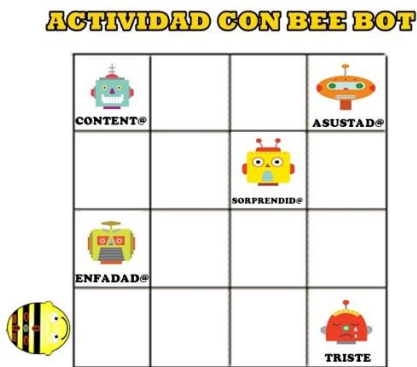 ACTIVIDAD CON BEE BOT
CONTENT@
ASUSTAD@
SORPRENDID@
ENFADAD@
TRISTE